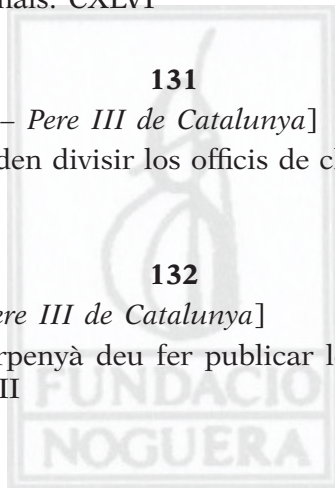 nals. CXLVI
131
– Pere III de Catalunya]
den divisir los officis de cl
132
ere III de Catalunya]
rpenyà deu fer publicar l
II
FUNDACIÓ
NOGUERA